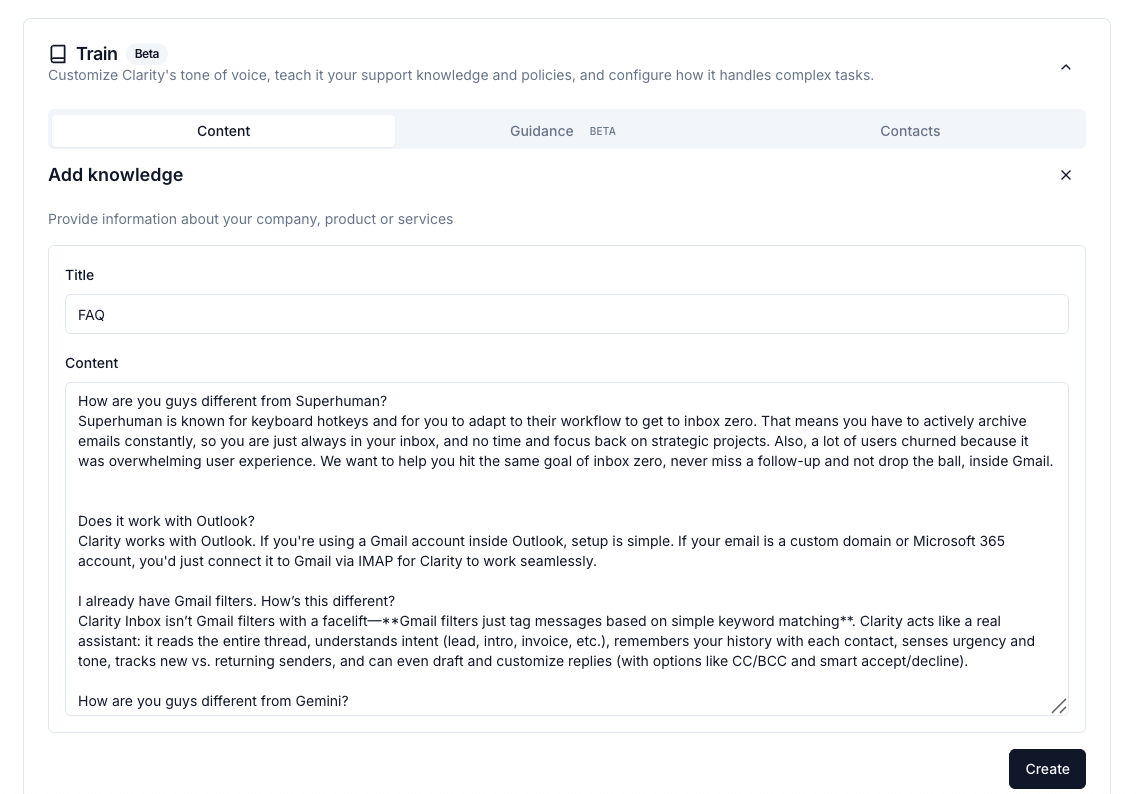 Train Beta
Customize Clarity's tone of voice, teach it your support knowledge and policies, and configure how it handles complex tasks.
Content
Guidance BETA
Contacts
Add knowledge
Provide information about your company, product or services
Title
FAQ
Content
How are you guys different from Superhuman?
Superhuman is known for keyboard hotkeys and for you to adapt to their workflow to get to inbox zero. That means you have to actively archive
emails constantly, so you are just always in your inbox, and no time and focus back on strategic projects. Also, a lot of users churned because it
was overwhelming user experience. We want to help you hit the same goal of inbox zero, never miss a follow-up and not drop the ball, inside Gmail.
Does it work with Outlook?
Clarity works with Outlook. If you're using a Gmail account inside Outlook, setup is simple. If your email is a custom domain or Microsoft 365
account, you'd just connect it to Gmail via IMAP for Clarity to work seamlessly.
I already have Gmail filters. How’s this different?
Clarity Inbox isn’t Gmail filters with a facelift—**Gmail filters just tag messages based on simple keyword matching**. Clarity acts like a real
assistant: it reads the entire thread, understands intent (lead, intro, invoice, etc.), remembers your history with each contact, senses urgency and
tone, tracks new vs. returning senders, and can even draft and customize replies (with options like CC/BCC and smart accept/decline).
How are you guys different from Gemini?
Create